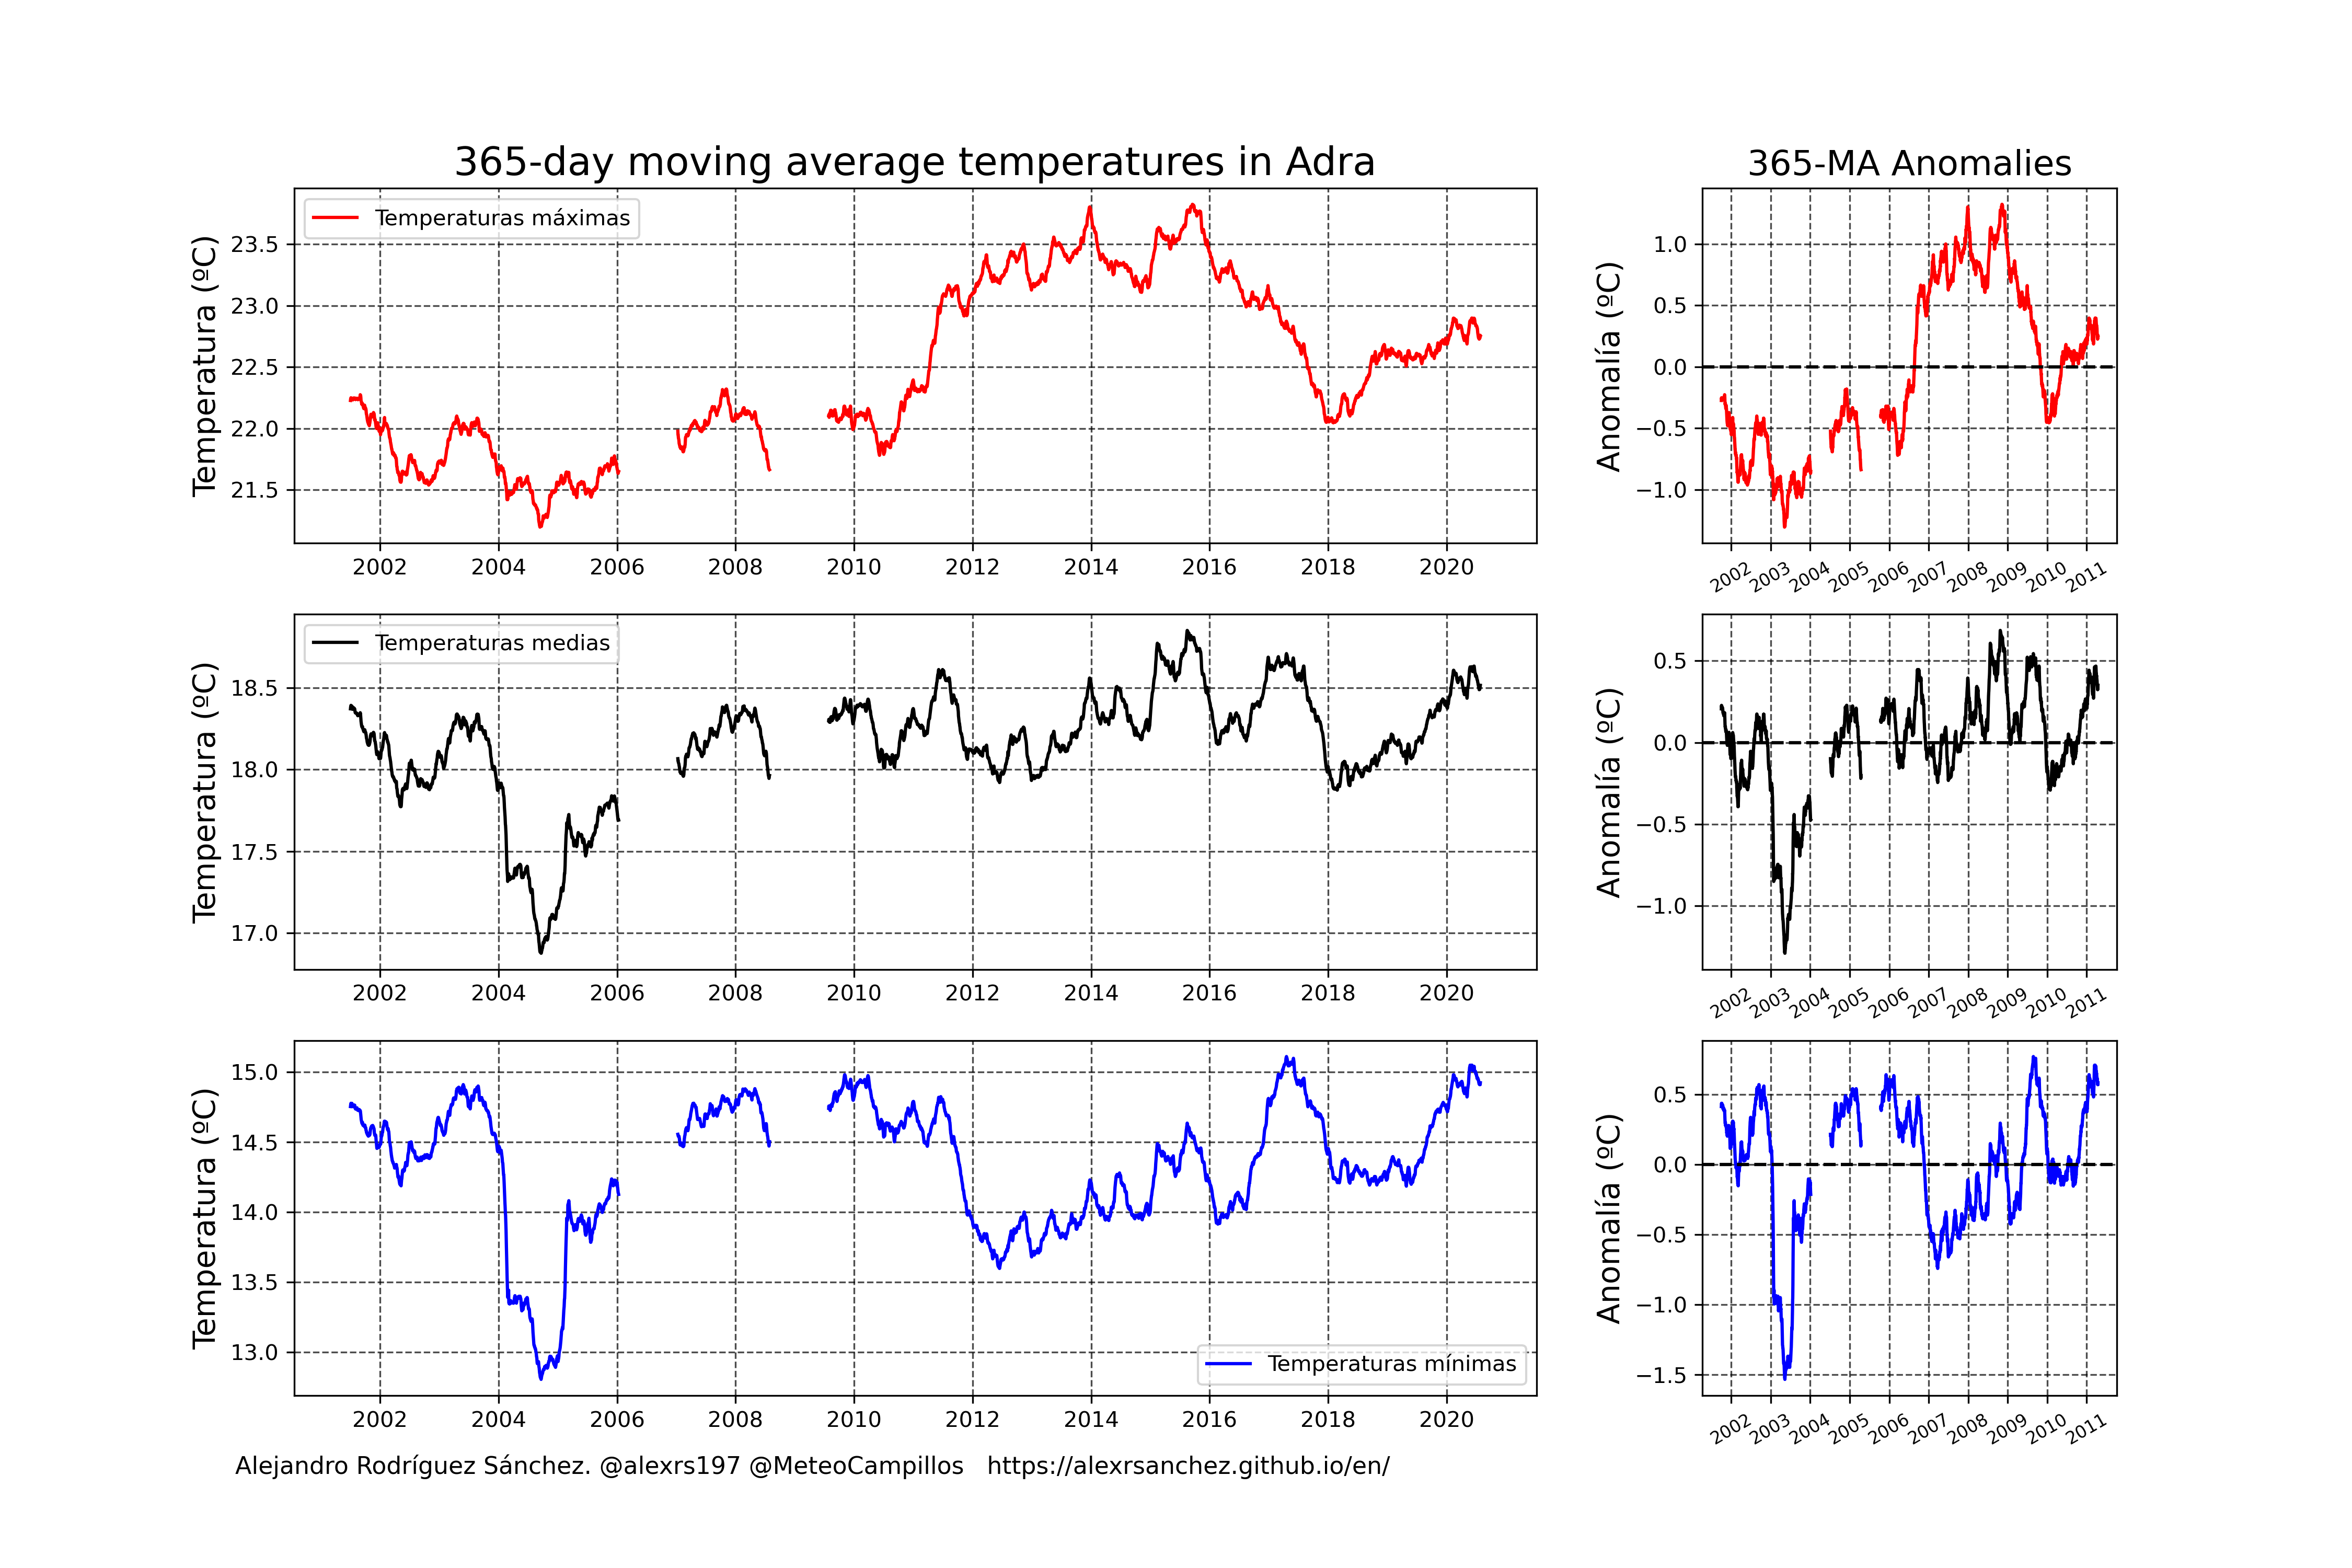 365-day moving average temperatures in Adra
365-MA Anomalies
Temperatura (ºC)
23.5
23.0
22.5
22.0
21.5
Temperaturas máximas
2002 2004 2006 2008 2010 2012 2014 2016 2018 2020
Anomalía (ºC)
1.0
0.5
0.0
−0.5
−1.0
2002 2003 2004 2005 2006 2007 2008 2009 2010 2011
Temperatura (ºC)
18.5
18.0
17.5
17.0
Temperaturas medias
2002 2004 2006 2008 2010 2012 2014 2016 2018 2020
Anomalía (ºC)
0.5
0.0
−0.5
−1.0
2002 2003 2004 2005 2006 2007 2008 2009 2010 2011
Temperatura (ºC)
15.0
14.5
14.0
13.5
13.0
Temperaturas mínimas
2002 2004 2006 2008 2010 2012 2014 2016 2018 2020
Anomalía (ºC)
0.5
0.0
−0.5
−1.0
−1.5
2002 2003 2004 2005 2006 2007 2008 2009 2010 2011
Alejandro Rodríguez Sánchez. @alexrs197 @MeteoCampillos https://alexrsanchez.github.io/en/